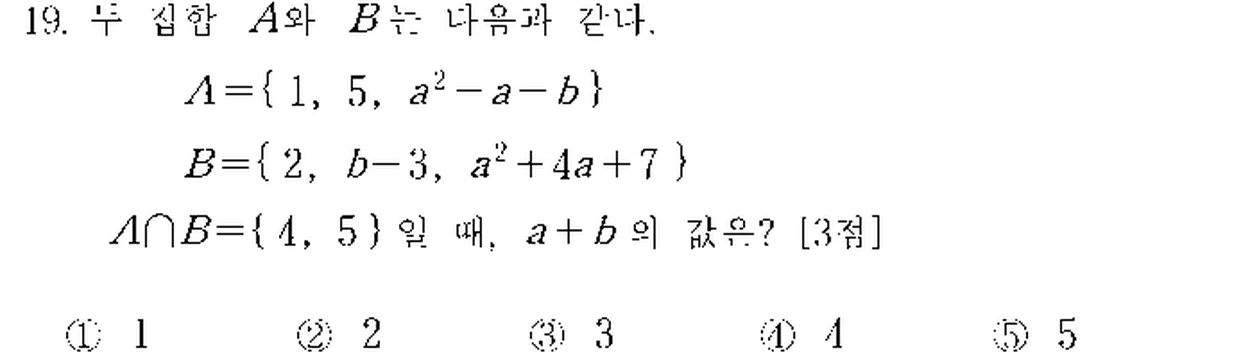 19. 두 집합 A와 B는 다음과 같다.
A={ 1, 5, a²-a-b }
B={ 2, b-3, a²+4a+7 }
A∩B={ 4, 5 } 일 때, a+b 의 값은? [3점]
① 1 ② 2 ③ 3 ④ 4 ⑤ 5